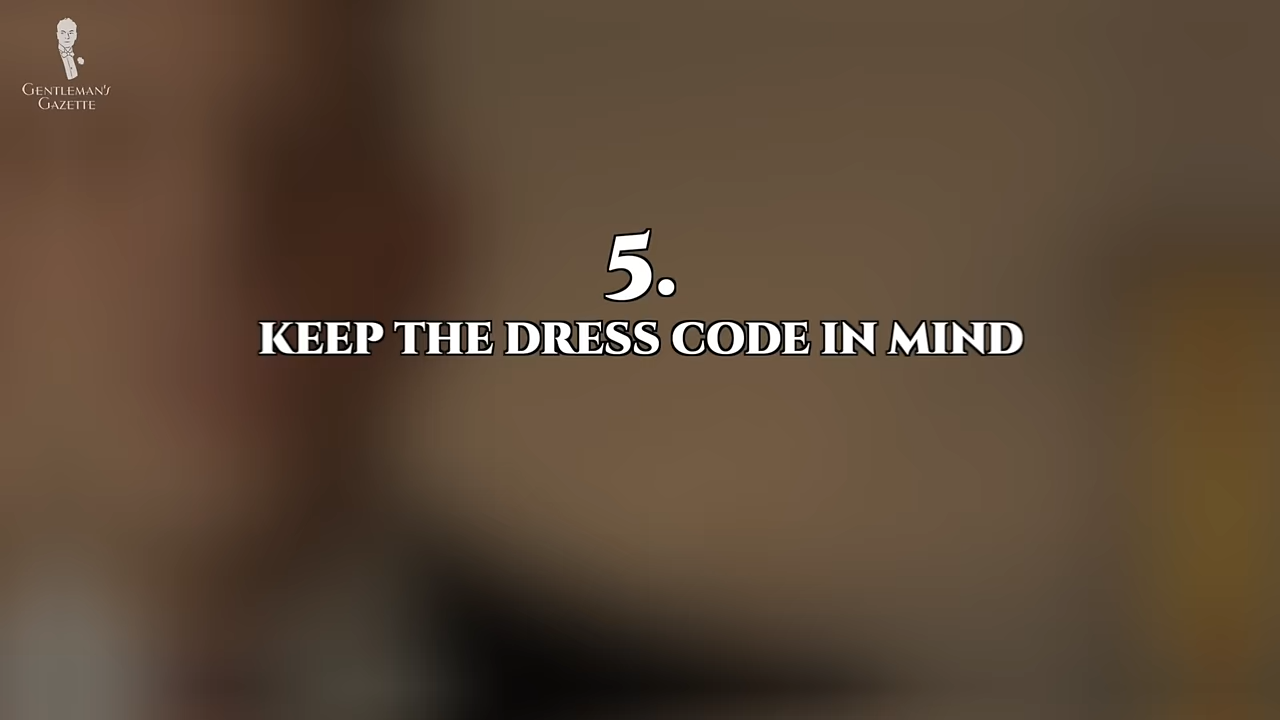 GENTLEMAN'S
GAZETTE
5.
KEEP THE DRESS CODE IN MIND